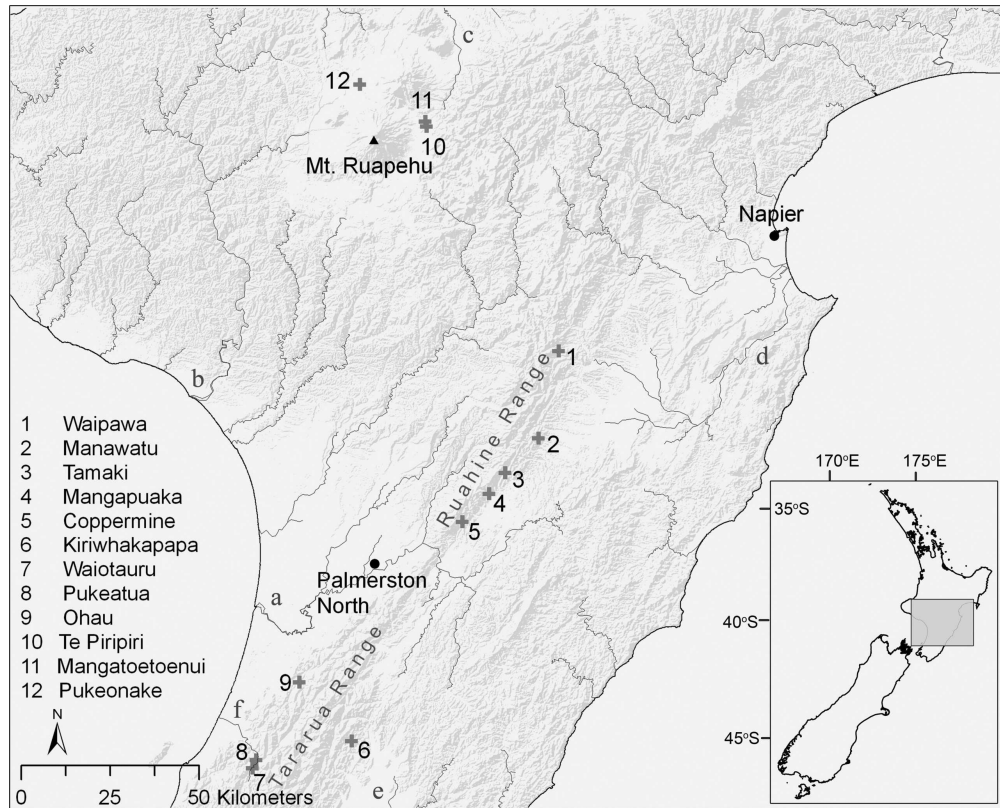 c
12
11
10
Mt. Ruapehu
Napier
1
d
b
Ruahine Range
2
3
4
5
Palmerston
North
a
Tararua Range
9
f
8
7
6
e
1 Waipawa
2 Manawatu
3 Tamaki
4 Mangapuaka
5 Coppermine
6 Kiriwhakapapa
7 Waiotauru
8 Pukeatua
9 Ohau
10 Te Piripiri
11 Mangatoetoenui
12 Pukeonake
N
0 25 50 Kilometers
170°E 175°E
35°S
40°S
45°S